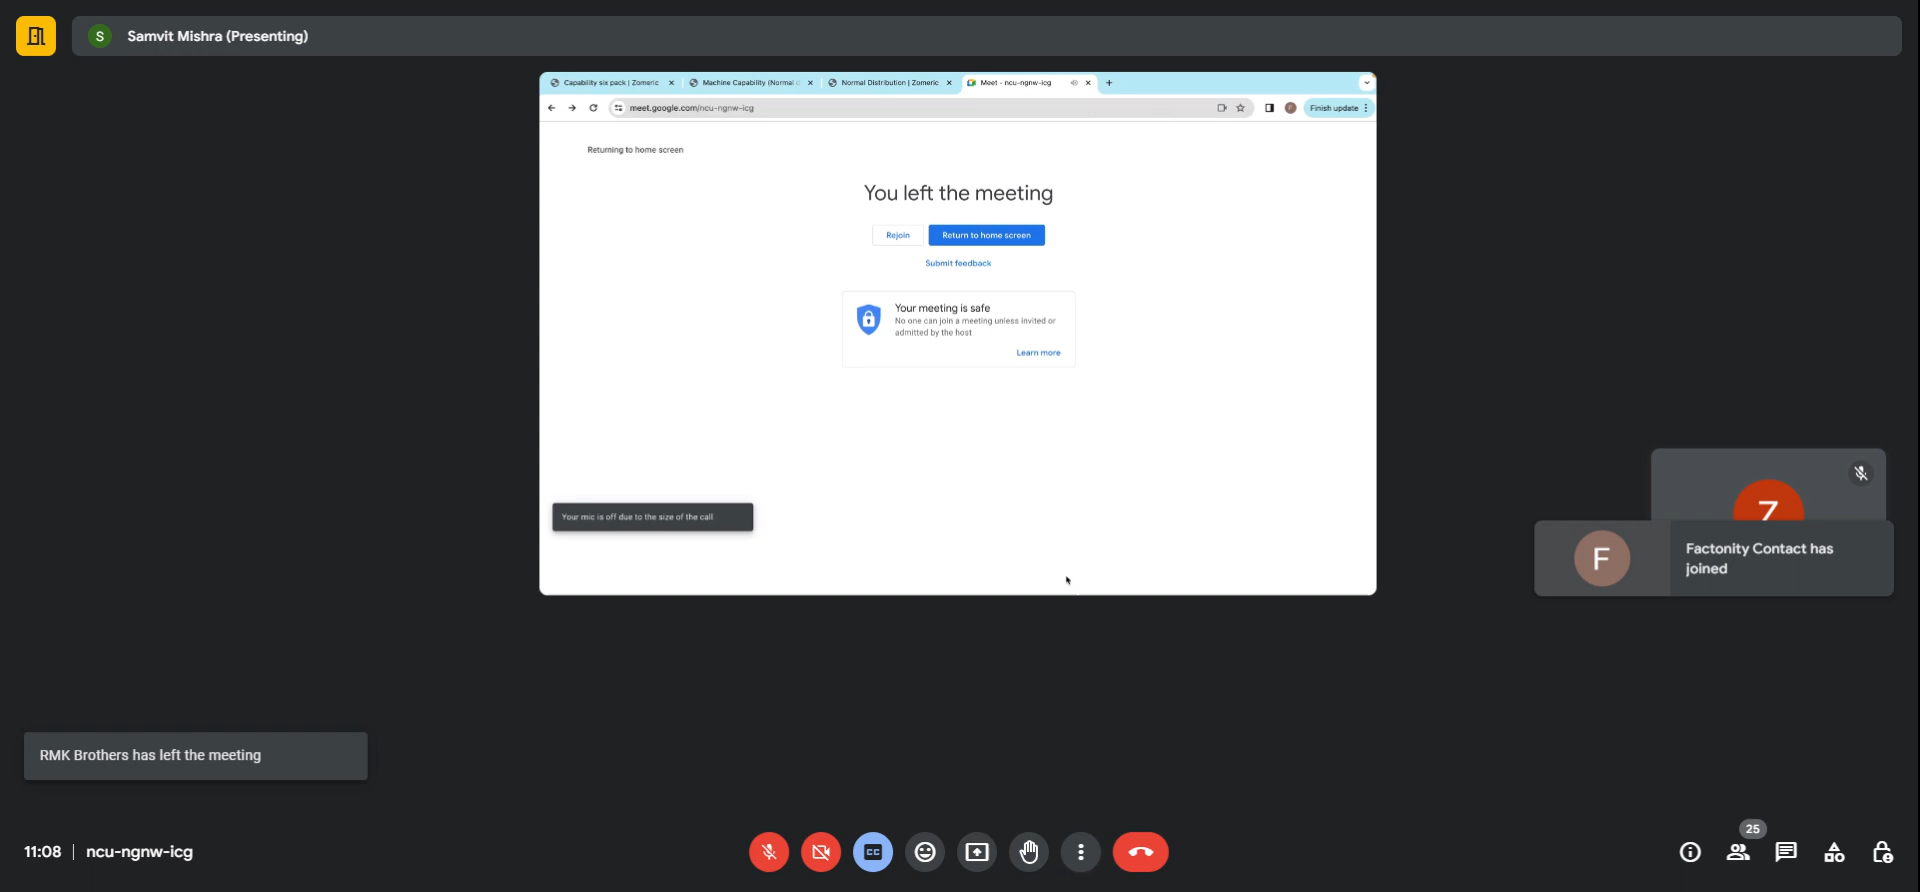 S Samvit Mishra (Presenting)
Capability six pack | Zomeric
Machine Capability (Normal
Normal Distribution | Zomeric
Meet - ncu-ngnw-icg
meet.google.com/ncu-ngnw-icg
Finish update
Returning to home screen
You left the meeting
Rejoin
Return to home screen
Submit feedback
Your meeting is safe
No one can join a meeting unless invited or
admitted by the host
Learn more
Your mic is off due to the size of the call
Z
F
Factonity Contact has
joined
RMK Brothers has left the meeting
11:08 | ncu-ngnw-icg
CC
25